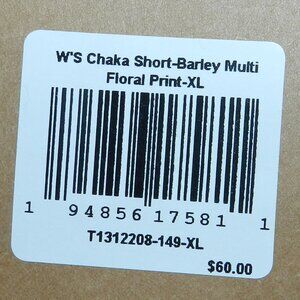 W'S Chaka Short-Barley Multi
Floral Print-XL
1 94856 17581 1
T1312208-149-XL
$60.00